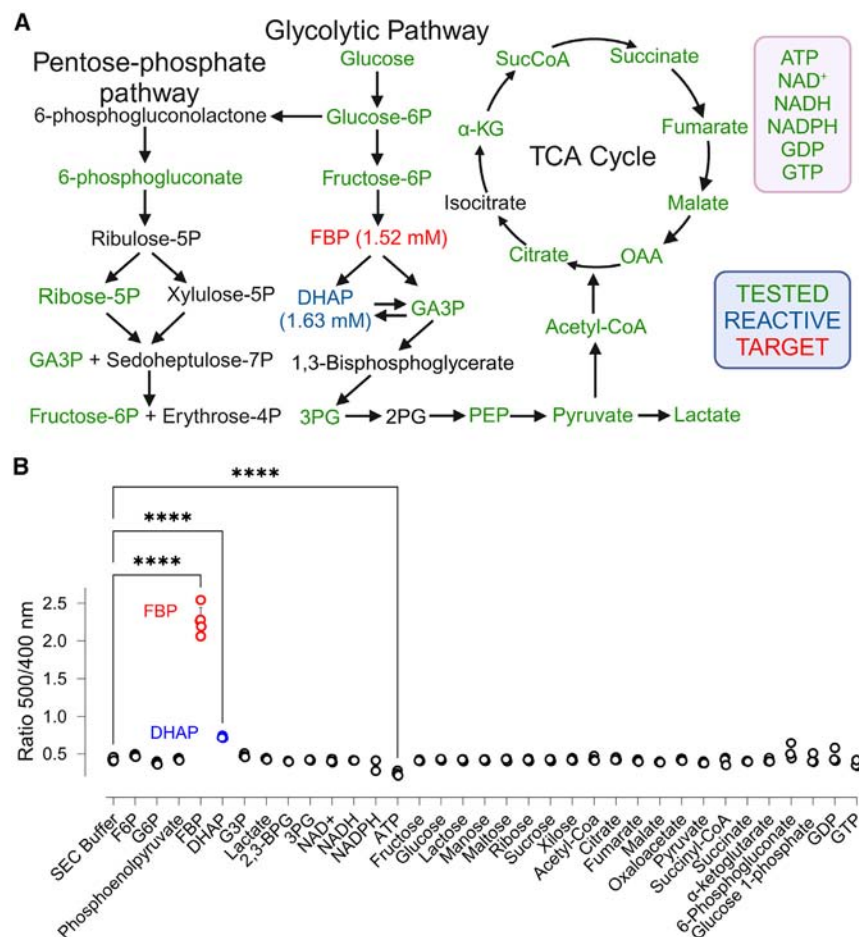 A
Glycolytic Pathway
Pentose-phosphate
pathway
6-phosphogluconolactone
6-phosphogluconate
Ribulose-5P
Ribose-5P
Xylulose-5P
GA3P + Sedoheptulose-7P
Fructose-6P + Erythrose-4P
Glucose
Glucose-6P
Fructose-6P
FBP (1.52 mM)
DHAP
(1.63 mM)
GA3P
1,3-Bisphosphoglycerate
3PG
2PG
PEP
Pyruvate
Lactate
Acetyl-CoA
TCA Cycle
SucCoA
Succinate
Fumarate
Malate
OAA
Citrate
Isocitrate
α-KG
ATP
NAD+
NADH
NADPH
GDP
GTP
TESTED
REACTIVE
TARGET
B
****
****
****
FBP
DHAP
Ratio 500/400 nm
2.5
2.0
1.0
0.5
SEC Buffer
F6P
G6P
Phosphoenolpyruvate
FBP
DHAP
G3P
Lactate
2,3-BPG
3PG
NAD+
NADH
NADPH
ATP
Fructose
Glucose
Lactose
Manose
Maltose
Ribose
Sucrose
Xilose
Acetyl-Coa
Citrate
Fumarate
Malate
Oxaloacetate
Pyruvate
Succinyl-CoA
Succinate
α-ketoglutarate
6-Phosphogluconate
Glucose 1-phosphate
GDP
GTP